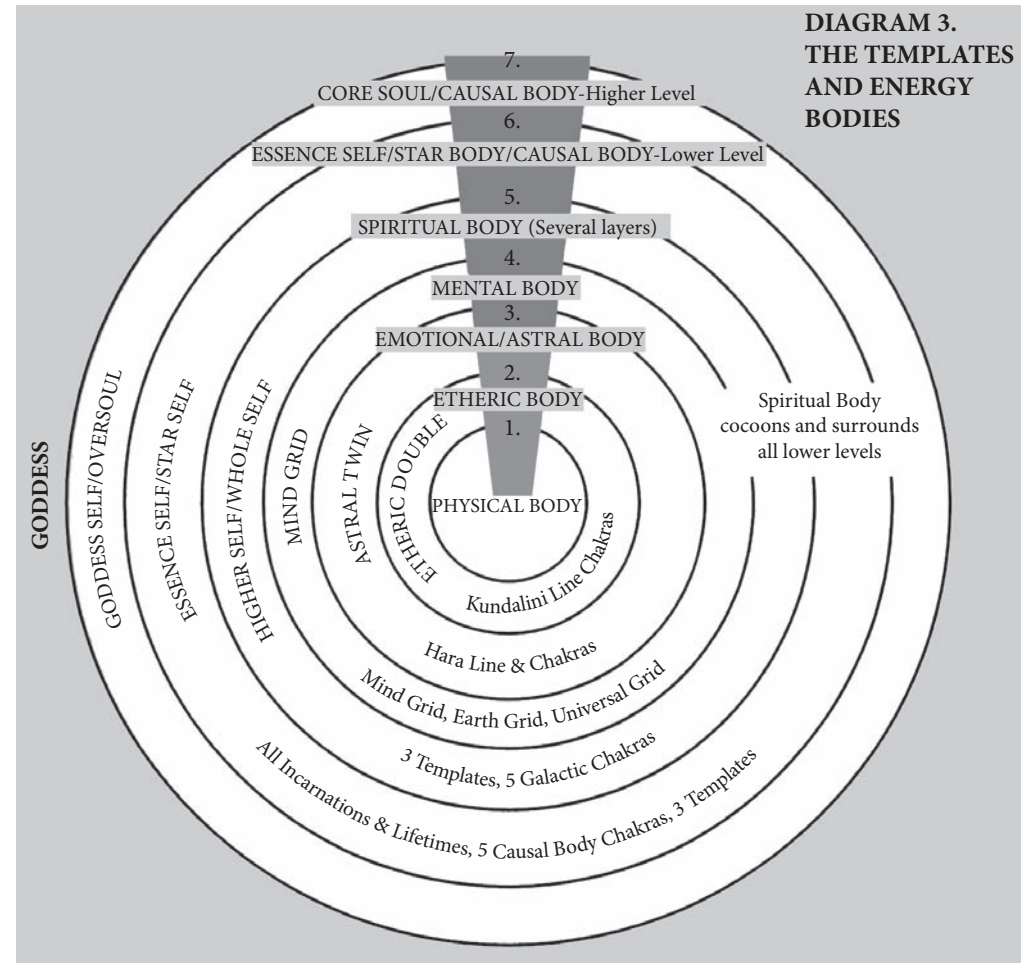 DIAGRAM 3.
THE TEMPLATES
AND ENERGY
BODIES
7.
CORE SOUL/CAUSAL BODY-Higher Level
6.
ESSENCE SELF/STAR BODY/CAUSAL BODY-Lower Level
5.
SPIRITUAL BODY (Several layers)
4.
MENTAL BODY
3.
EMOTIONAL/ASTRAL BODY
2.
ETHERIC BODY
1.
PHYSICAL BODY
GODDESS
GODDESS SELF/OVERSOUL
ESSENCE SELF/STAR SELF
HIGHER SELF/WHOLE SELF
MIND GRID
ASTRAL TWIN
ETHERIC DOUBLE
Spiritual Body
cocoons and surrounds
all lower levels
Kundalini Line Chakras
Hara Line & Chakras
Mind Grid, Earth Grid, Universal Grid
3 Templates, 5 Galactic Chakras
All Incarnations & Lifetimes, 5 Causal Body Chakras, 3 Templates